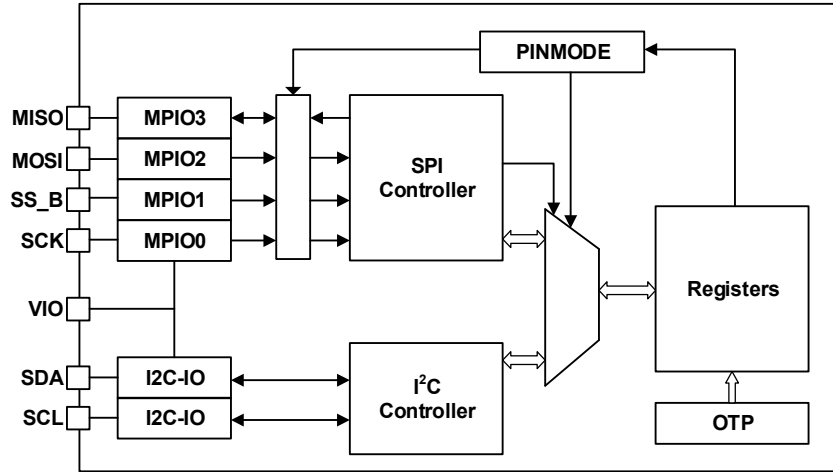 PINMODE
MISO MPIO3
MOSI MPIO2
SS_B MPIO1
SCK MPIO0
SPI
Controller
VIO
Registers
SDA I2C-IO
SCL I2C-IO
I²C
Controller
OTP